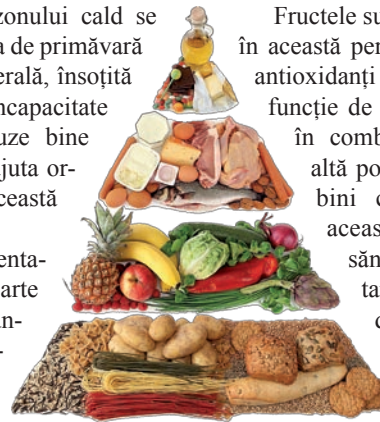 zonului cald se
a de primăvară
erală, însoțită
ncapacitate
uze bine
juta or-
ceastă
enta-
arte
n-
-
Fructele su
în această per
antioxidanți
funcție de
în comb
altă po
bini c
aceas
săn
ta
d